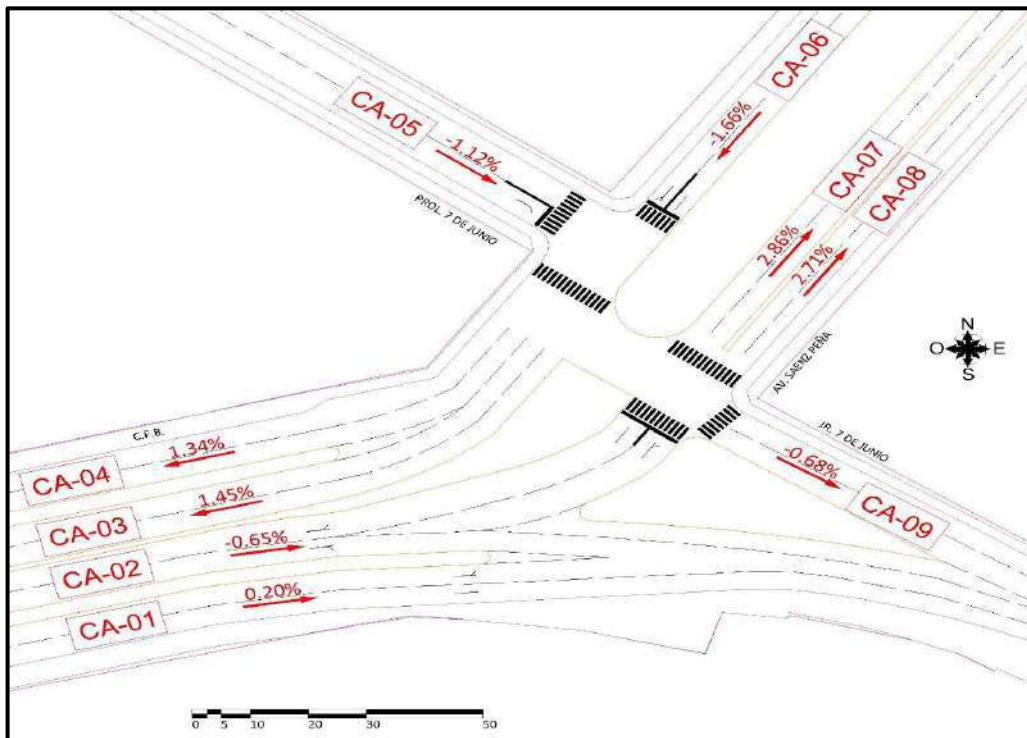 CA-06
CA-05
-1.66%
-1.12%
CA-07
CA-08
PROL. 7 DE JUNIO
2.86%
2.71%
N
O E
S
AV. SAENZ PEÑA
C.F.B.
JR. 7 DE JUNIO
1.34%
CA-04
-0.68%
1.45%
CA-03
CA-09
-0.65%
CA-02
0.20%
CA-01
0 5 10 20 30 50